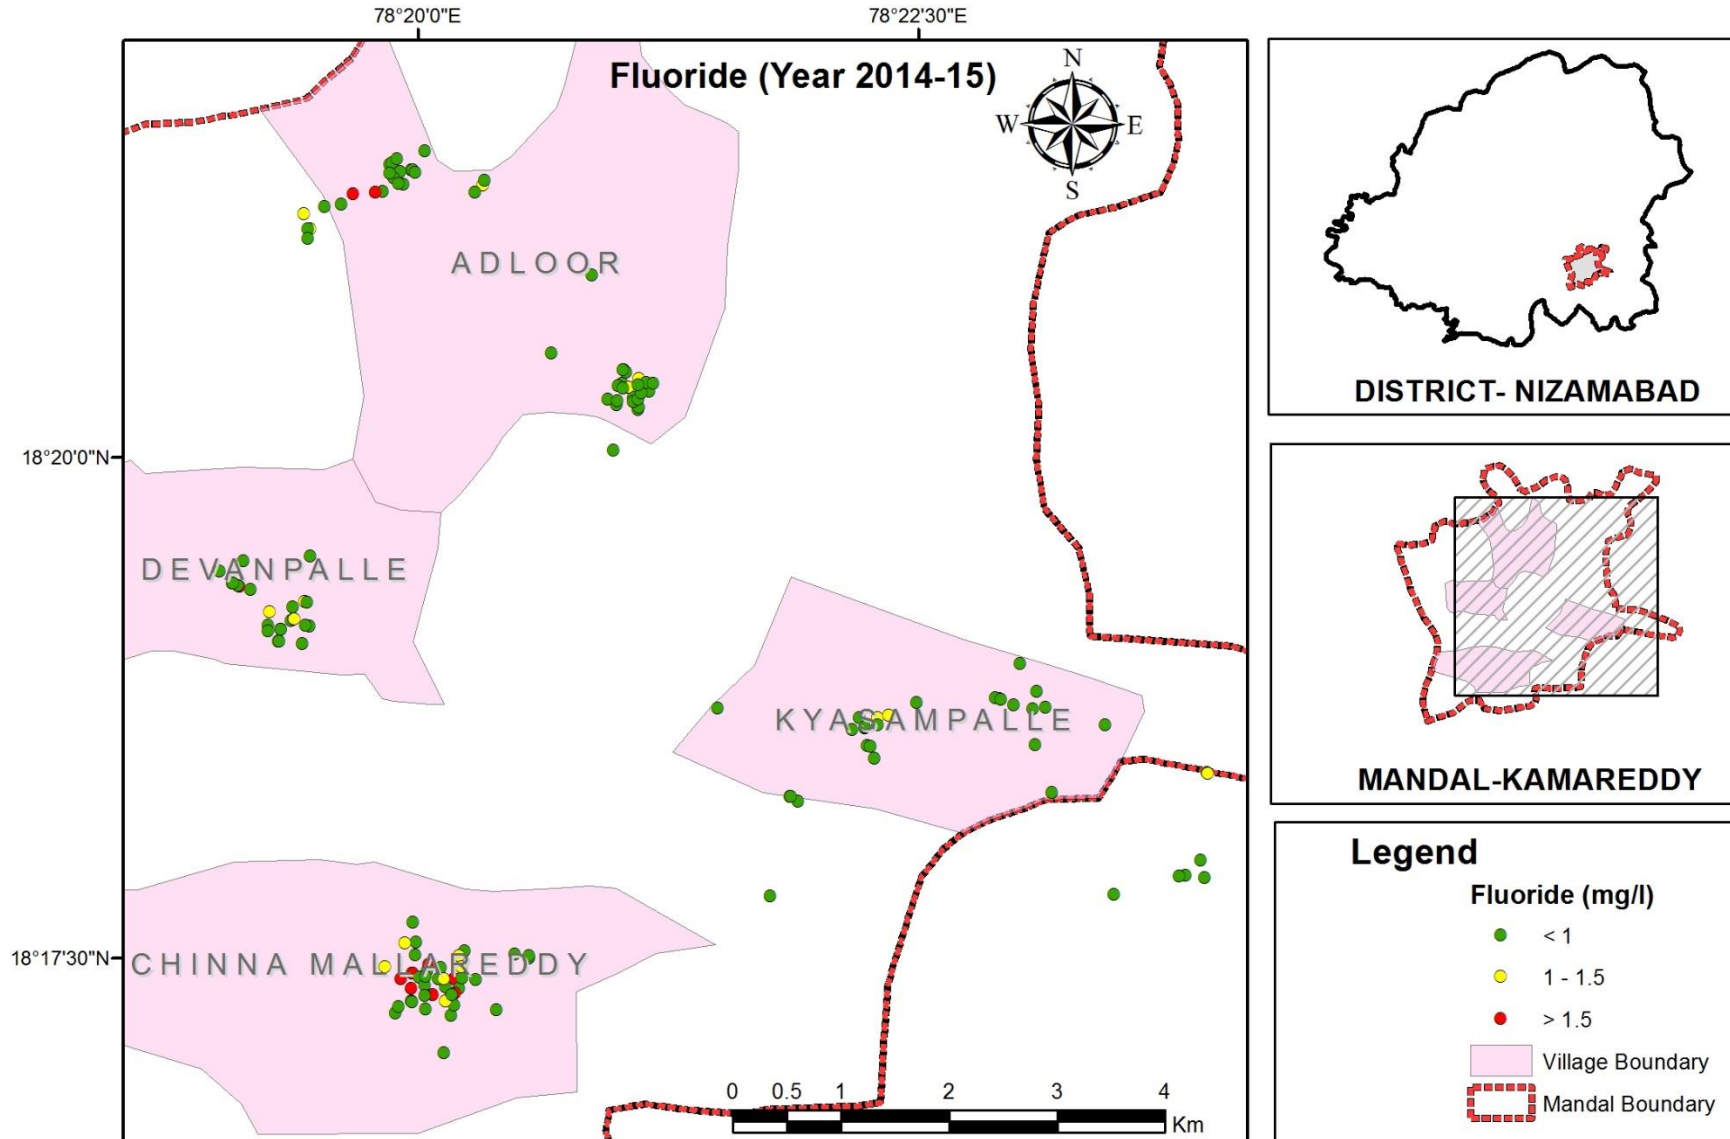 78°20'0"E
78°22'30"E
Fluoride (Year 2014-15)
N
W
E
S
ADLOOR
18°20'0"N
DEVANPALLE
KYASAMPALLE
18°17'30"N
CHINNA MALLAREDDY
0 0.5 1 2 3 4
Km
DISTRICT- NIZAMABAD
MANDAL-KAMAREDDY
Legend
Fluoride (mg/l)
< 1
1 - 1.5
> 1.5
Village Boundary
Mandal Boundary